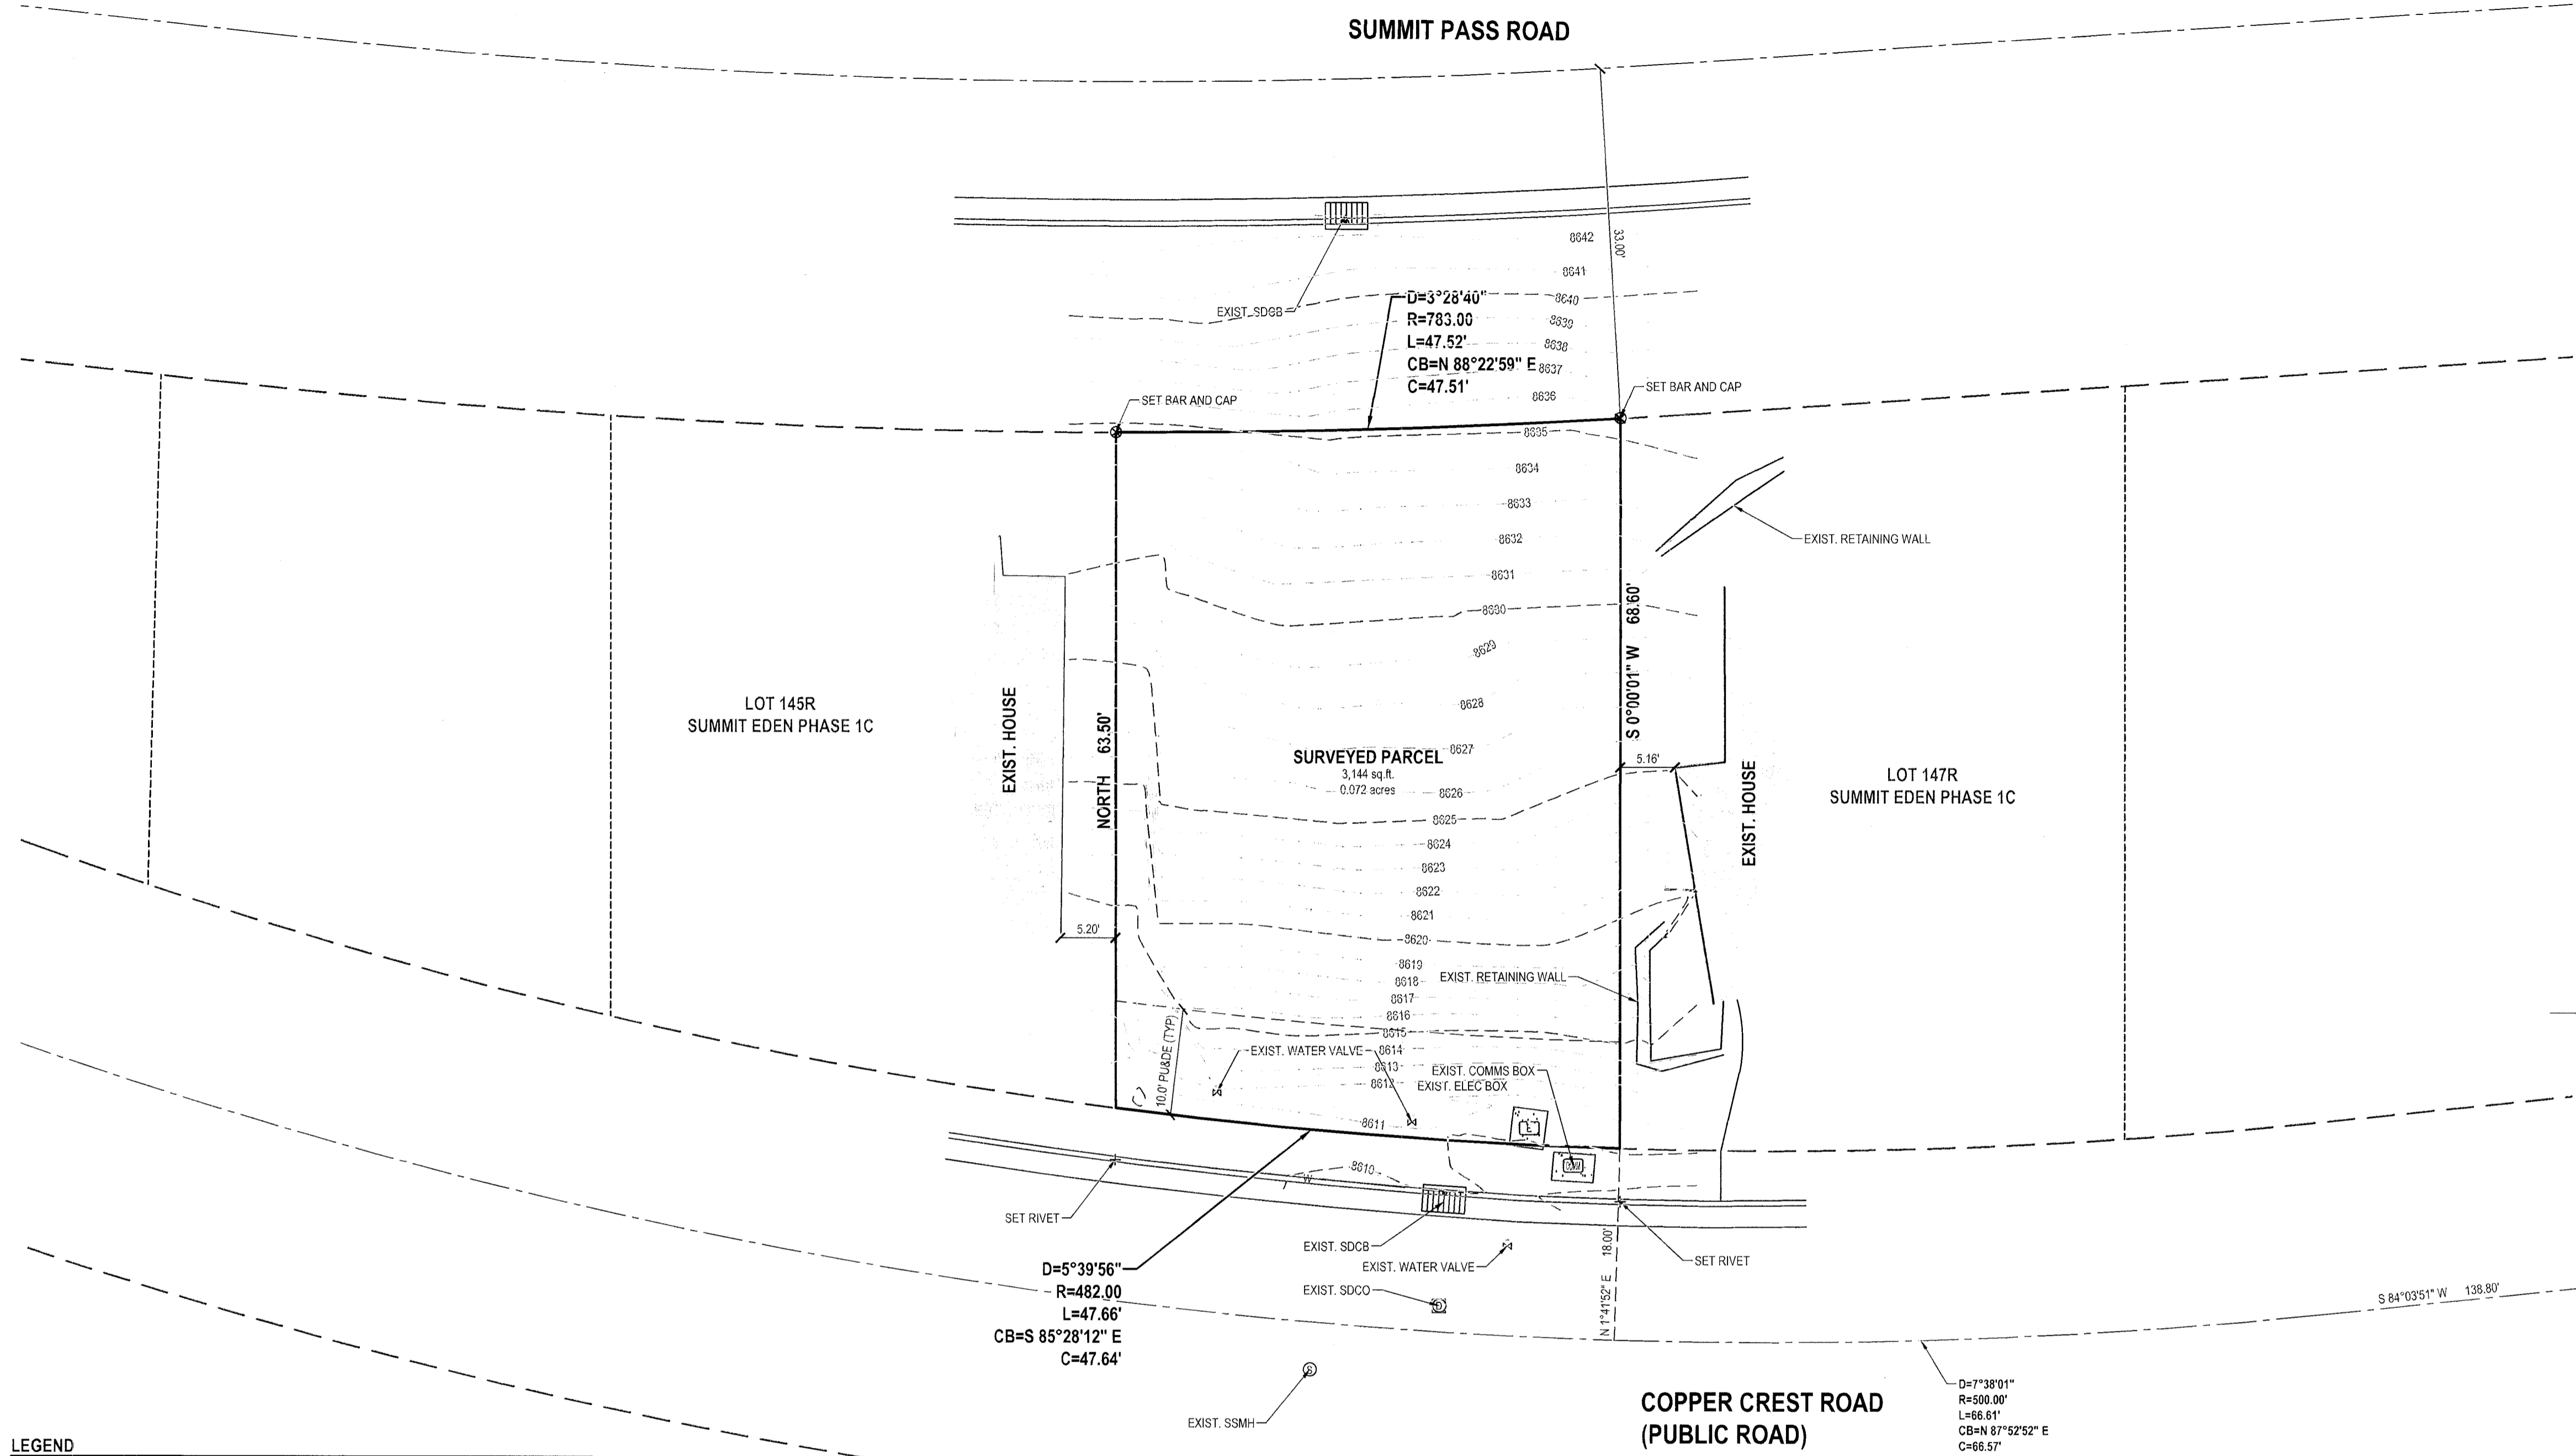 SUMMIT PASS ROAD
8642
33.00'
8641
EXIST. SDCB
8640
D=3°28'40"
R=783.00
L=47.52'
CB=N 88°22'59" E
C=47.51'
8639
8638
8637
8636
SET BAR AND CAP
SET BAR AND CAP
8635
8634
8633
8632
8631
8630
8629
8628
8627
8626
8625
8624
8623
8622
8621
8620
8619
8618
8617
8616
8615
8614
8613
8612
8611
8610
EXIST. RETAINING WALL
S 0°00'01" W 68.60'
LOT 145R
SUMMIT EDEN PHASE 1C
EXIST. HOUSE
NORTH 63.50'
SURVEYED PARCEL
3,144 sq.ft.
0.072 acres
5.16'
EXIST. HOUSE
LOT 147R
SUMMIT EDEN PHASE 1C
5.20'
EXIST. RETAINING WALL
10.0' PU&DE (TYP)
EXIST. WATER VALVE
EXIST. COMMS BOX
EXIST. ELEC BOX
E
COMM
W
SET RIVET
EXIST. SDCB
EXIST. WATER VALVE
EXIST. SDCO
D
18.00'
N 1°41'52" E
SET RIVET
D=5°39'56"
R=482.00
L=47.66'
CB=S 85°28'12" E
C=47.64'
S 84°03'51" W 138.80'
S
EXIST. SSMH
COPPER CREST ROAD
(PUBLIC ROAD)
D=7°38'01"
R=500.00'
L=66.61'
CB=N 87°52'52" E
C=66.57'
LEGEND